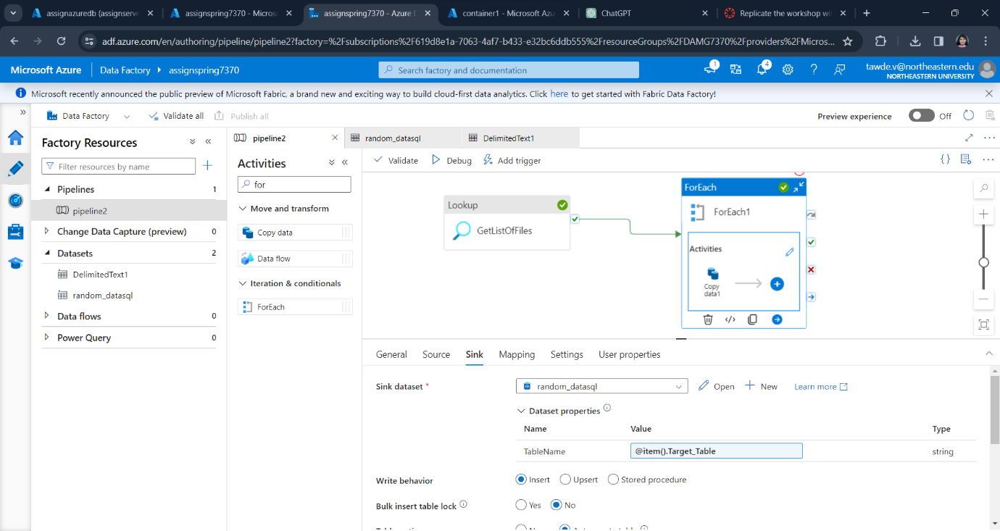 assignazuredb (assignserve
assignspring7370 - Micros
assignspring7370 - Azure
container1 - Microsoft Azu
ChatGPT
Replicate the workshop wi
adf.azure.com/en/authoring/pipeline/pipeline2?factory=%2Fsubscriptions%2F619d8e1a-7063-4af7-b433-e32bc6ddb555%2FresourceGroups%2FDAMG7370%2Fproviders%2FMicros...
Microsoft Azure
Data Factory
assignspring7370
Search factory and documentation
1
4
tawde.v@northeastern.edu
NORTHEASTERN UNIVERSITY
Microsoft recently announced the public preview of Microsoft Fabric, a brand new and exciting way to build cloud-first data analytics. Click here to get started with Fabric Data Factory!
Data Factory
Validate all
Publish all
Preview experience
Off
Factory Resources
Filter resources by name
Pipelines 1
pipeline2
Change Data Capture (preview) 0
Datasets 2
DelimitedText1
random_datasql
Data flows 0
Power Query 0
pipeline2
random_datasql
DelimitedText1
Activities
for
Move and transform
Copy data
Data flow
Iteration & conditionals
ForEach
Validate
Debug
Add trigger
Lookup
GetListOfFiles
ForEach
ForEach1
Activities
Copy
data1
General
Source
Sink
Mapping
Settings
User properties
Sink dataset *
random_datasql
Open
New
Learn more
Dataset properties
Name Value Type
TableName @item().Target_Table string
Write behavior
Insert
Upsert
Stored procedure
Bulk insert table lock
Yes
No